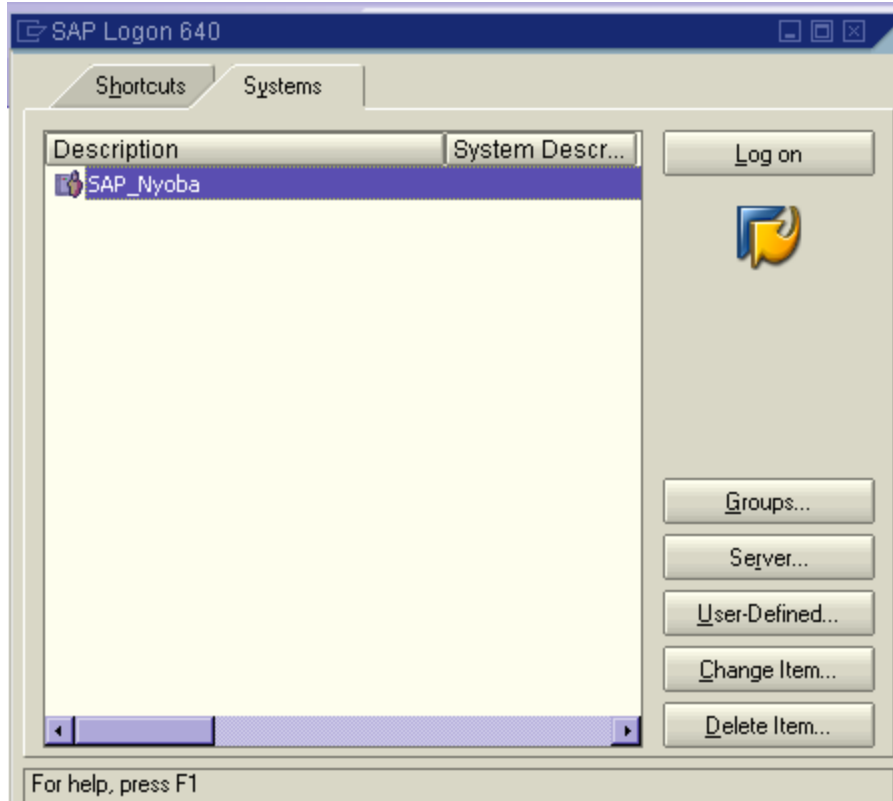 SAP Logon 640
Shortcuts Systems
Description System Descr...
SAP_Nyoba
Log on
Groups...
Server...
User-Defined...
Change Item...
Delete Item...
For help, press F1